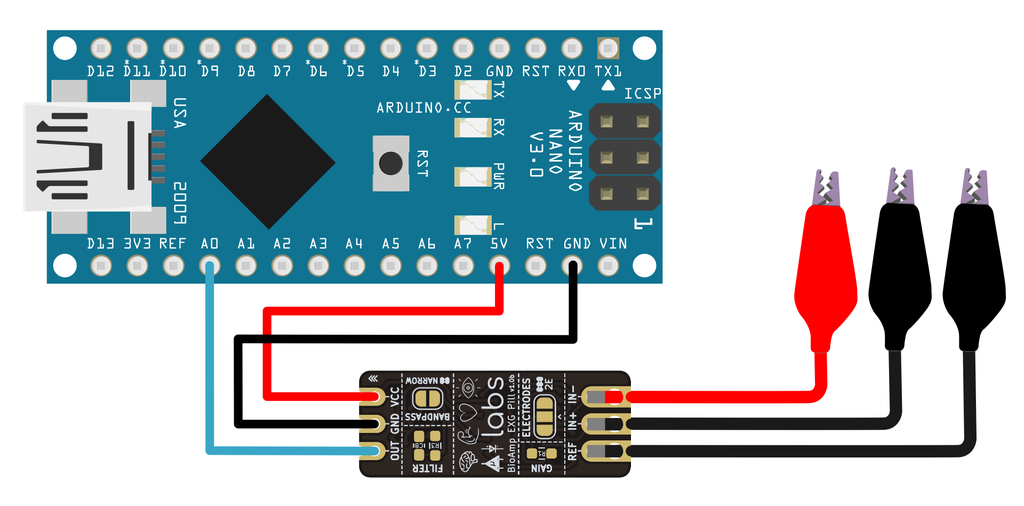 D12 *D11 *D10 *D9 D8 D7 *D6 *D5 D4 *D3 D2 GND RST RX0 TX1
ICSP
TX
ARDUINO.CC
RX
USA
ARDUINO
NANO
V3.0
RST
PWR
2009
L
1
D13 3V3 REF A0 A1 A2 A3 A4 A5 A6 A7 5V RST GND VIN
VCC
GND
OUT
NARROW
BANDPASS
FILTER
labs
BioAmp EXG Pill v1.0b
ELECTRODES
2E
GAIN
IN-
IN+
REF